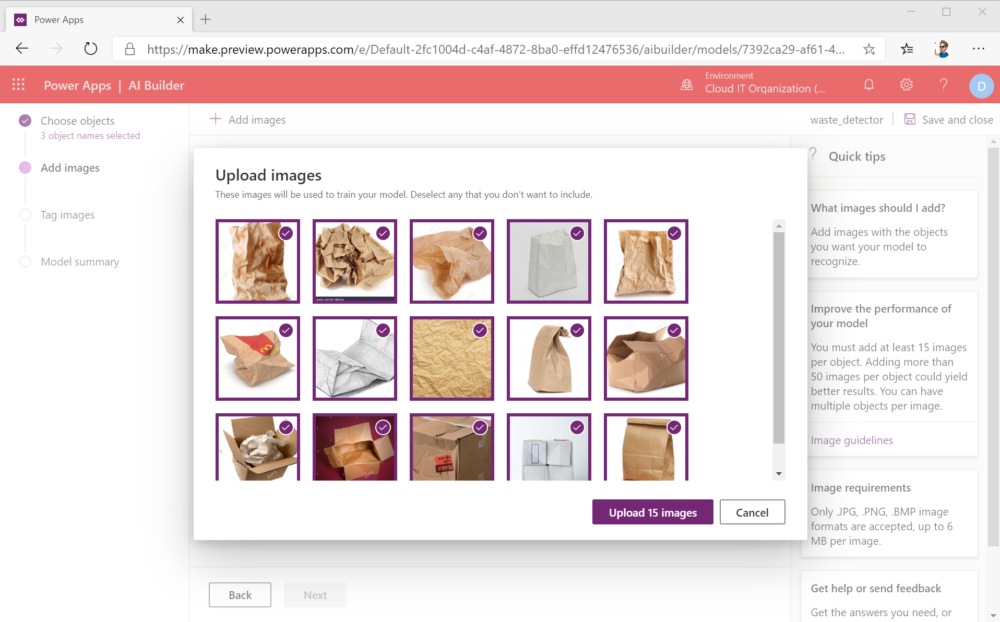 Power Apps
https://make.preview.powerapps.com/e/Default-2fc1004d-c4af-4872-8ba0-effd12476536/aibuilder/models/7392ca29-af61-4...
Power Apps | AI Builder
Environment
Cloud IT Organization (...
D
Choose objects
3 object names selected
Add images
Tag images
Model summary
Add images
waste_detector
Save and close
Upload images
These images will be used to train your model. Deselect any that you don't want to include.
amy stock photo
alamy
FRAGILE
alamy
Upload 15 images
Cancel
Back
Next
Quick tips
What images should I add?
Add images with the objects
you want your model to
recognize.
Improve the performance of
your model
You must add at least 15 images
per object. Adding more than
50 images per object could yield
better results. You can have
multiple objects per image.
Image guidelines
Image requirements
Only .JPG, .PNG, .BMP image
formats are accepted, up to 6
MB per image.
Get help or send feedback
Get the answers you need, or